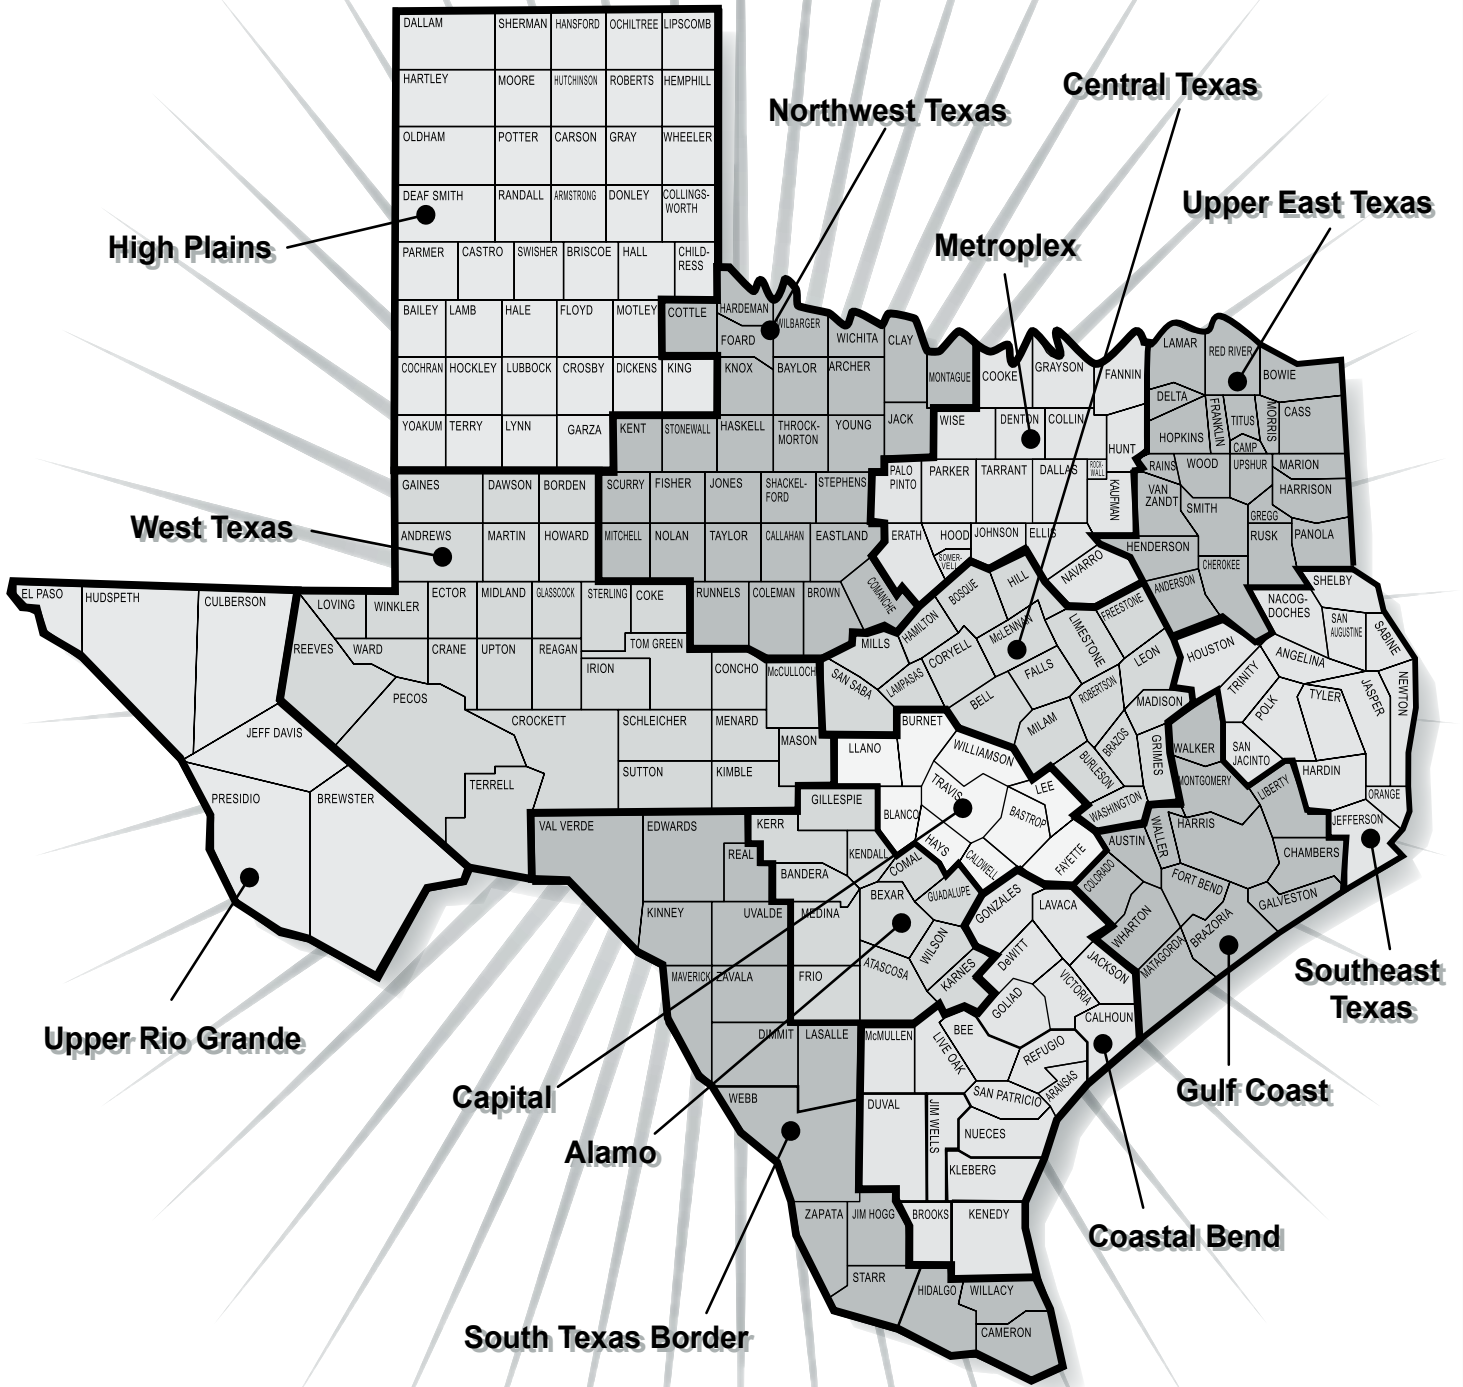 DALLAM SHERMAN HANSFORD OCHILTREE LIPSCOMB
HARTLEY MOORE HUTCHINSON ROBERTS HEMPHILL
Central Texas
Northwest Texas
OLDHAM POTTER CARSON GRAY WHEELER
DEAF SMITH RANDALL ARMSTRONG DONLEY COLLINGS-
WORTH
Upper East Texas
High Plains
Metroplex
PARMER CASTRO SWISHER BRISCOE HALL CHILD-
RESS
BAILEY LAMB HALE FLOYD MOTLEY COTTLE HARDEMAN
FOARD WILBARGER WICHITA CLAY
LAMAR RED RIVER BOWIE
COCHRAN HOCKLEY LUBBOCK CROSBY DICKENS KING KNOX BAYLOR ARCHER MONTAGUE COOKE GRAYSON FANNIN
DELTA FRANKLIN TITUS MORRIS CASS
YOAKUM TERRY LYNN GARZA KENT STONEWALL HASKELL THROCK-
MORTON YOUNG JACK WISE DENTON COLLIN HUNT HOPKINS CAMP
PALO
PINTO PARKER TARRANT DALLAS ROCK-
WALL KAUFMAN RAINS WOOD UPSHUR MARION
GAINES DAWSON BORDEN SCURRY FISHER JONES SHACKEL-
FORD STEPHENS VAN
ZANDT SMITH GREGG HARRISON
West Texas
ANDREWS MARTIN HOWARD MITCHELL NOLAN TAYLOR CALLAHAN EASTLAND ERATH HOOD JOHNSON ELLIS
SOMER-
VELL NAVARRO HENDERSON RUSK PANOLA
CHEROKEE ANDERSON SHELBY
EL PASO HUDSPETH CULBERSON LOVING WINKLER ECTOR MIDLAND GLASSCOCK STERLING COKE RUNNELS COLEMAN BROWN COMANCHE
BOSQUE HILL FREESTONE NACOG-
DOCHES SAN
AUGUSTINE SABINE
REEVES WARD CRANE UPTON REAGAN TOM GREEN IRION CONCHO McCULLOCH
MILLS HAMILTON McLENNAN LIMESTONE LEON HOUSTON ANGELINA
SAN SABA LAMPASAS CORYELL FALLS BELL ROBERTSON MADISON TRINITY POLK TYLER JASPER NEWTON
PECOS CROCKETT SCHLEICHER MENARD MASON
JEFF DAVIS TERRELL SUTTON KIMBLE
LLANO BURNET WILLIAMSON MILAM BRAZOS GRIMES WALKER SAN
JACINTO HARDIN
BURLESON MONTGOMERY LIBERTY ORANGE
PRESIDIO BREWSTER GILLESPIE BLANCO TRAVIS LEE BASTROP WASHINGTON JEFFERSON
VAL VERDE EDWARDS KERR REAL KENDALL HAYS CALDWELL FAYETTE AUSTIN WALLER HARRIS CHAMBERS
BANDERA COMAL COLORADO FORT BEND GALVESTON
KINNEY UVALDE MEDINA BEXAR GUADALUPE GONZALES LAVACA WHARTON BRAZORIA
MAVERICK ZAVALA FRIO ATASCOSA WILSON KARNES DeWITT JACKSON MATAGORDA
Southeast
Texas
Upper Rio Grande
DIMMIT LASALLE McMULLEN LIVE OAK BEE GOLIAD VICTORIA CALHOUN
REFUGIO ARANSAS
Capital
Gulf Coast
WEBB DUVAL JIM WELLS SAN PATRICIO
Alamo
NUECES
KLEBERG
ZAPATA JIM HOGG BROOKS KENEDY
Coastal Bend
STARR HIDALGO WILLACY
South Texas Border
CAMERON